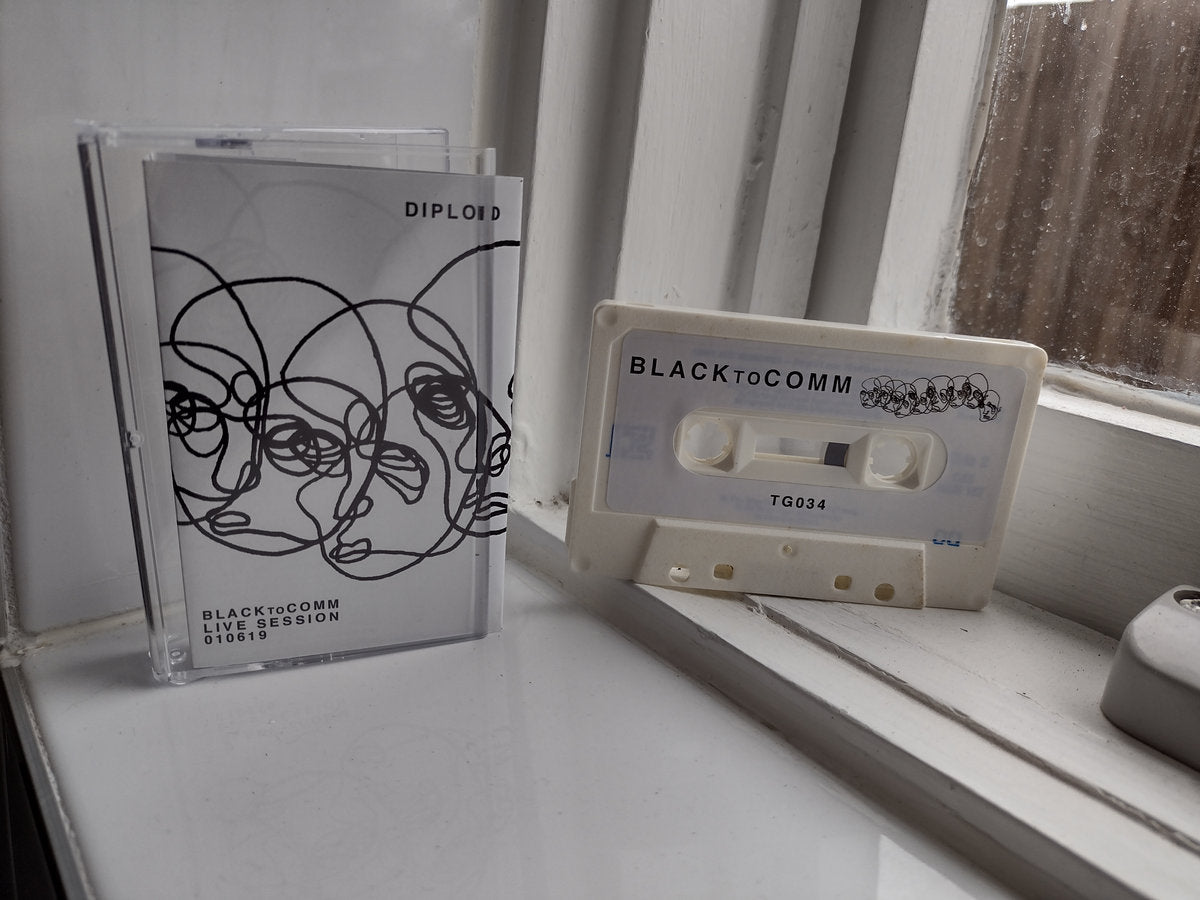 DIPLOID
BLACKTOCOMM
LIVE SESSION
010619
BLACKTOCOMM
TG034